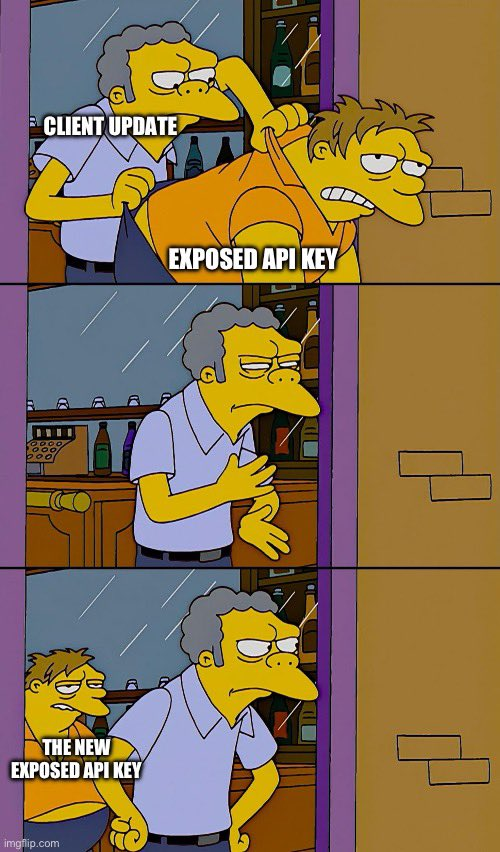 CLIENT UPDATE
EXPOSED API KEY
THE NEW
EXPOSED API KEY
imgflip.com